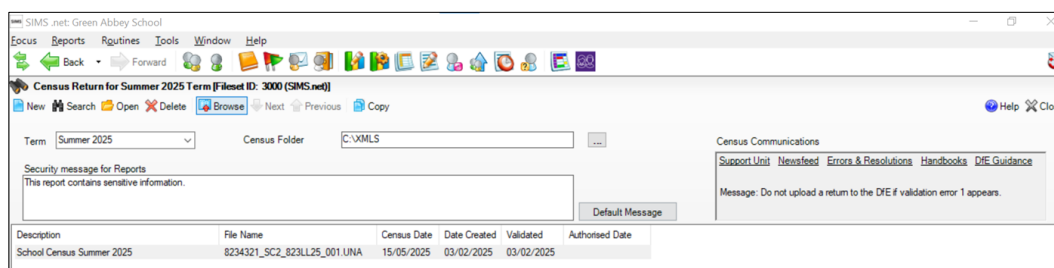 SIMS .net: Green Abbey School
Focus Reports Routines Tools Window Help
Back Forward
Census Return for Summer 2025 Term [Fileset ID: 3000 (SIMS.net)]
New Search Open Delete Browse Next Previous Copy Help Clo
Term Summer 2025 Census Folder C:\XMLS ... Census Communications
Support Unit Newsfeed Errors & Resolutions Handbooks DfE Guidance
Security message for Reports
This report contains sensitive information.
Message: Do not upload a return to the DfE if validation error 1 appears.
Default Message
Description File Name Census Date Date Created Validated Authorised Date
School Census Summer 2025 8234321_SC2_823LL25_001.UNA 15/05/2025 03/02/2025 03/02/2025